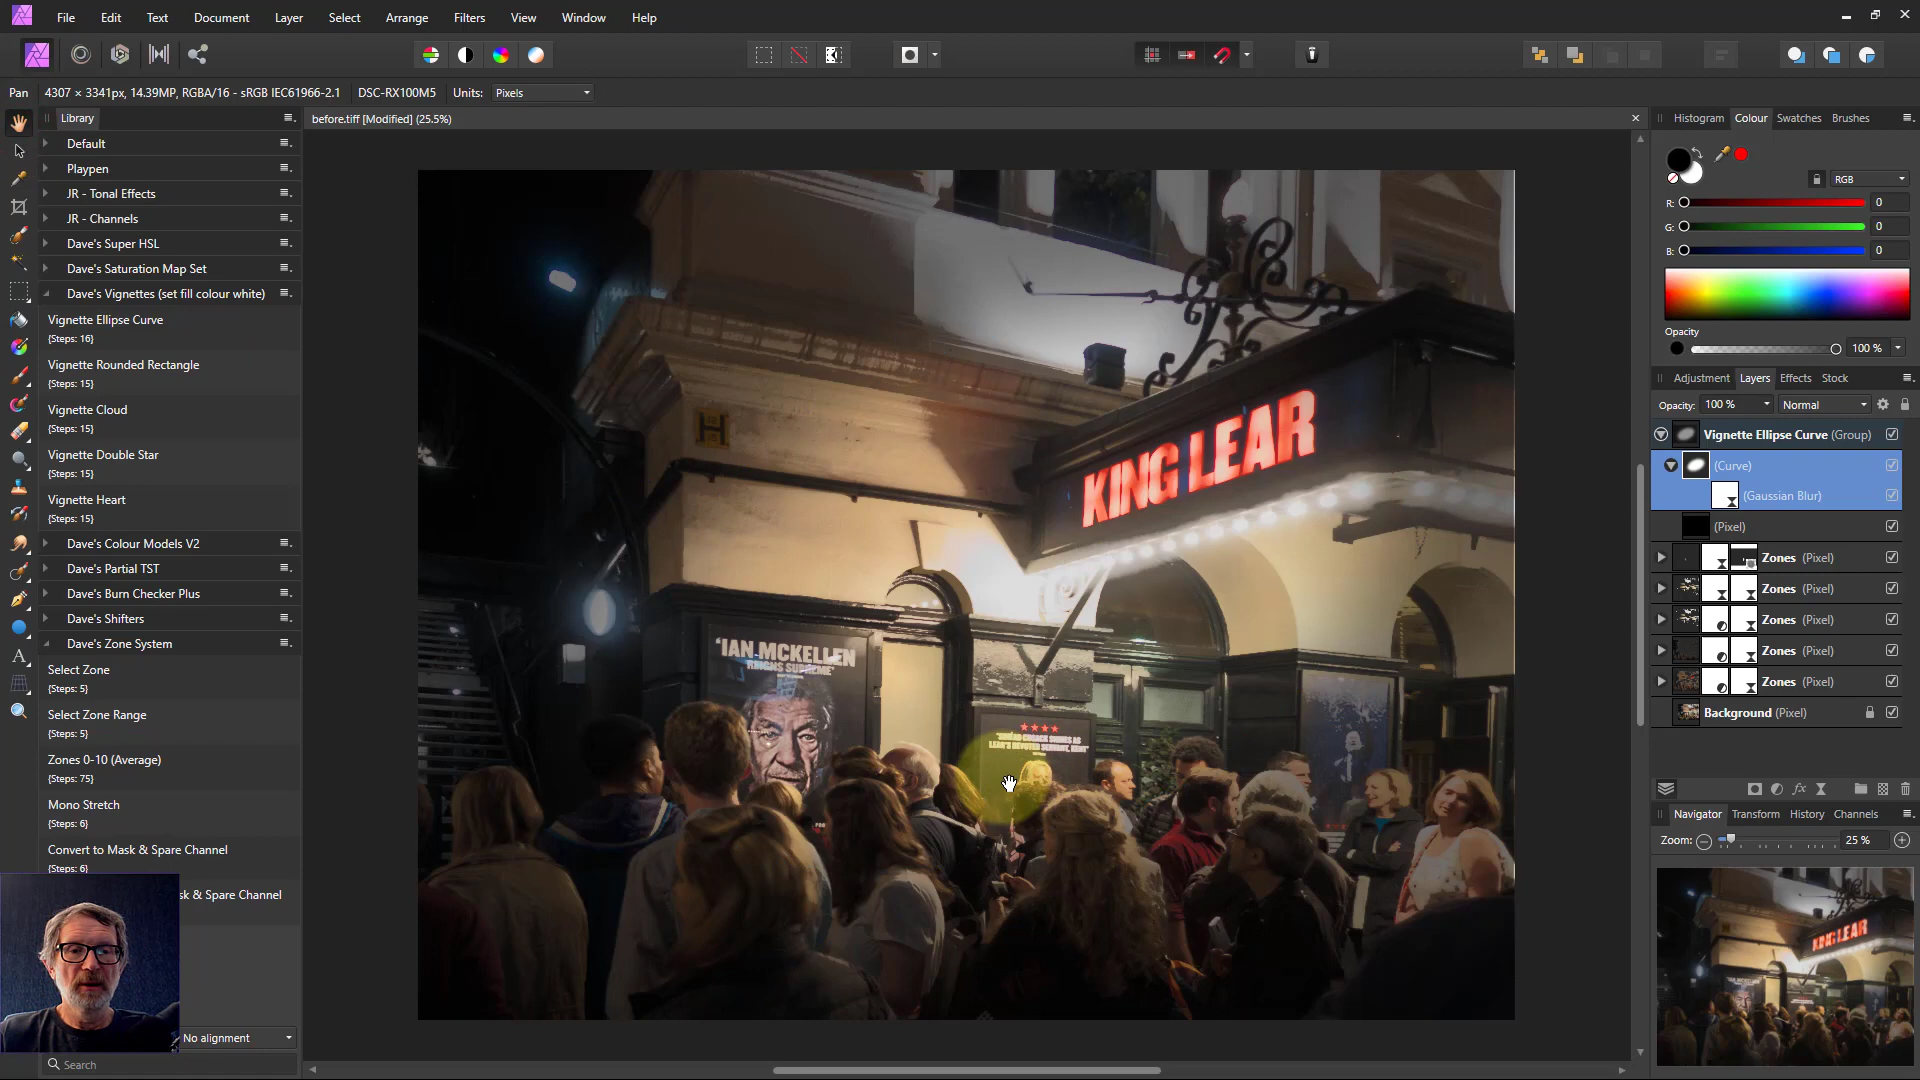 File Edit Text Document Layer Select Arrange Filters View Window Help
Pan 4307 × 3341px, 14.39MP, RGBA/16 - sRGB IEC61966-2.1 DSC-RX100M5 Units: Pixels
Library
before.tiff [Modified] (25.5%)
Histogram Colour Swatches Brushes
Default
Playpen
JR - Tonal Effects
JR - Channels
Dave's Super HSL
Dave's Saturation Map Set
Dave's Vignettes (set fill colour white)
Vignette Ellipse Curve
{Steps: 16}
Vignette Rounded Rectangle
{Steps: 15}
Vignette Cloud
{Steps: 15}
Vignette Double Star
{Steps: 15}
Vignette Heart
{Steps: 15}
Dave's Colour Models V2
Dave's Partial TST
Dave's Burn Checker Plus
Dave's Shifters
Dave's Zone System
Select Zone
{Steps: 5}
Select Zone Range
{Steps: 5}
Zones 0-10 (Average)
{Steps: 75}
Mono Stretch
{Steps: 6}
Convert to Mask & Spare Channel
{Steps: 6}
sk & Spare Channel
No alignment
Search
KING LEAR
'IAN MCKELLEN
REIGNS SUPREME'
RGB
R: 0
G: 0
B: 0
Opacity
100 %
Adjustment Layers Effects Stock
Opacity: 100 % Normal
Vignette Ellipse Curve (Group)
(Curve)
(Gaussian Blur)
(Pixel)
Zones (Pixel)
Zones (Pixel)
Zones (Pixel)
Zones (Pixel)
Zones (Pixel)
Background (Pixel)
Navigator Transform History Channels
Zoom: 25 %
KING LEAR